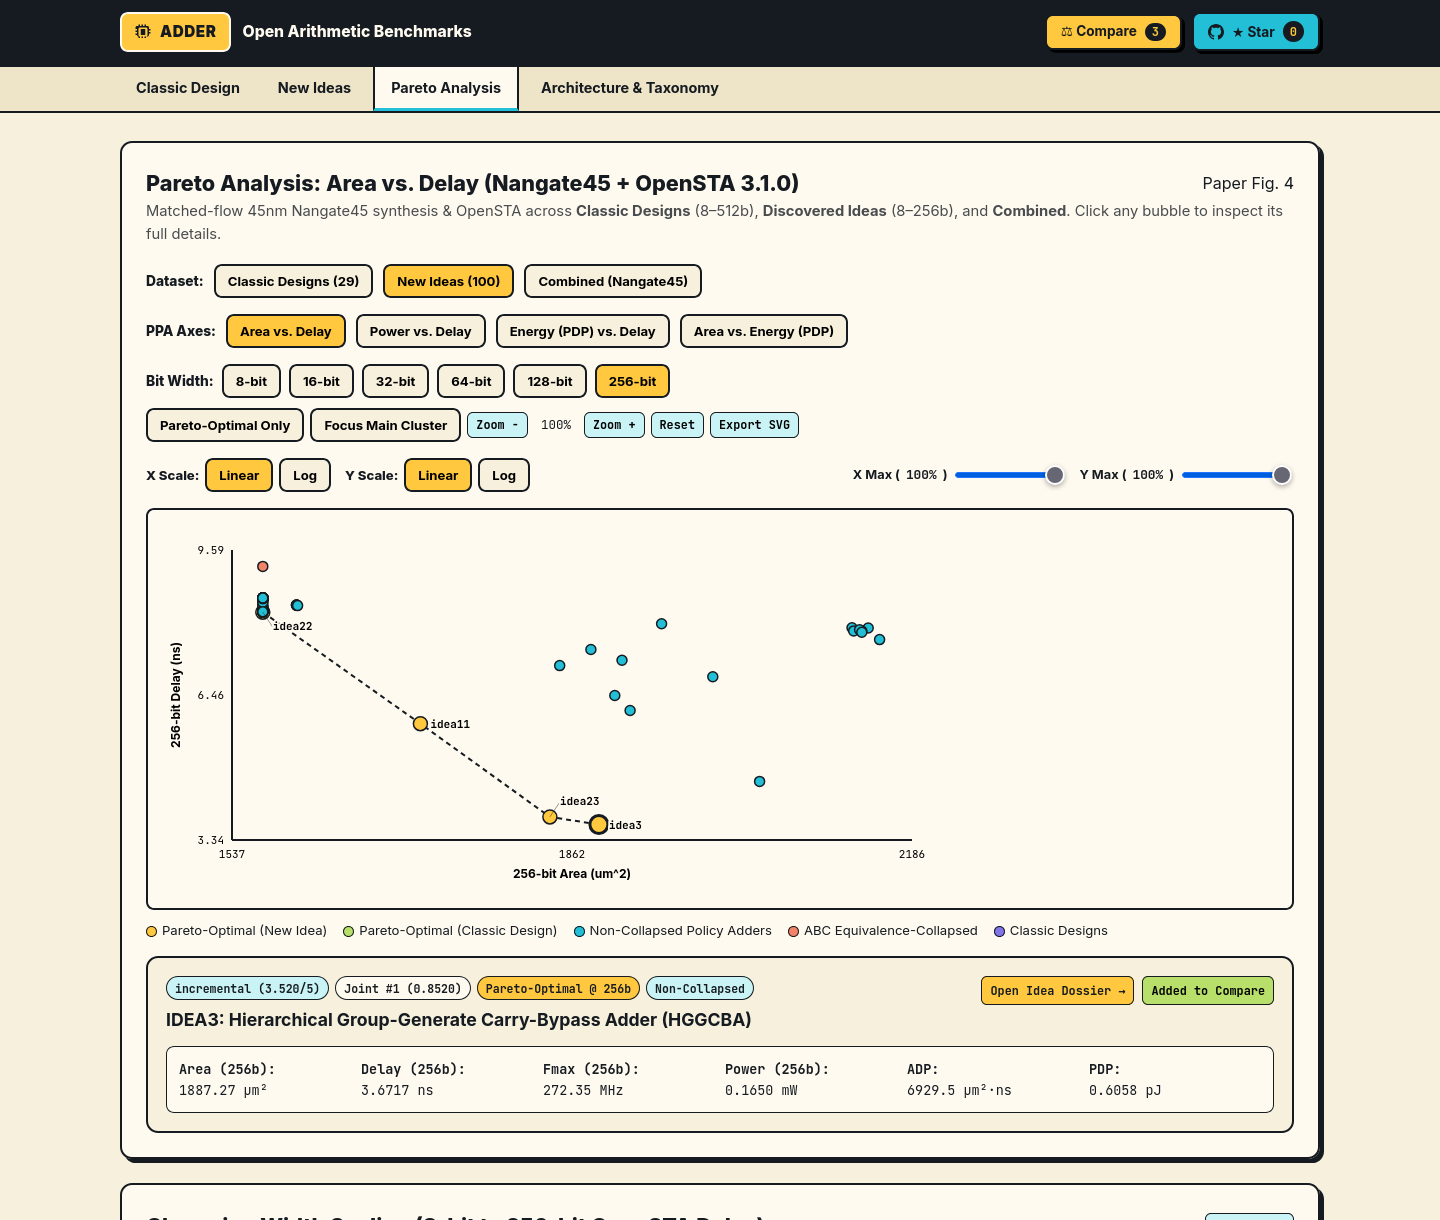 ADDER
Open Arithmetic Benchmarks
⚖ Compare 3
★ Star 0
Classic Design
New Ideas
Pareto Analysis
Architecture & Taxonomy
Pareto Analysis: Area vs. Delay (Nangate45 + OpenSTA 3.1.0)
Paper Fig. 4
Matched-flow 45nm Nangate45 synthesis & OpenSTA across Classic Designs (8–512b), Discovered Ideas (8–256b), and Combined. Click any bubble to inspect its
full details.
Dataset: Classic Designs (29) New Ideas (100) Combined (Nangate45)
PPA Axes: Area vs. Delay Power vs. Delay Energy (PDP) vs. Delay Area vs. Energy (PDP)
Bit Width: 8-bit 16-bit 32-bit 64-bit 128-bit 256-bit
Pareto-Optimal Only Focus Main Cluster Zoom - 100% Zoom + Reset Export SVG
X Scale: Linear Log Y Scale: Linear Log X Max ( 100% ) Y Max ( 100% )
9.59
idea22
256-bit Delay (ns)
6.46
idea11
idea23
idea3
3.34
1537 1862 2186
256-bit Area (um^2)
Pareto-Optimal (New Idea) Pareto-Optimal (Classic Design) Non-Collapsed Policy Adders ABC Equivalence-Collapsed Classic Designs
incremental (3.520/5) Joint #1 (0.8520) Pareto-Optimal @ 256b Non-Collapsed
Open Idea Dossier → Added to Compare
IDEA3: Hierarchical Group-Generate Carry-Bypass Adder (HGGCBA)
Area (256b): Delay (256b): Fmax (256b): Power (256b): ADP: PDP:
1887.27 µm² 3.6717 ns 272.35 MHz 0.1650 mW 6929.5 µm²·ns 0.6058 pJ